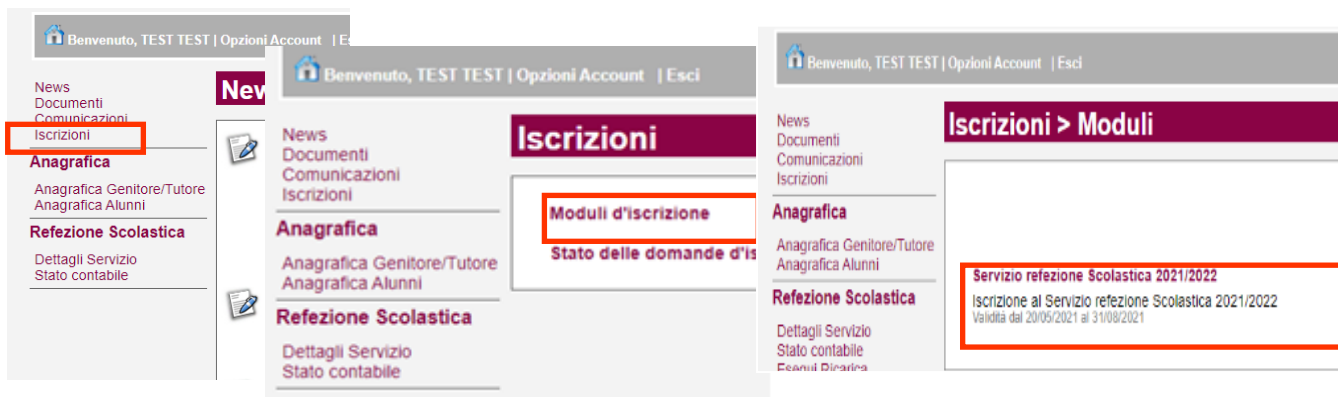 Benvenuto, TEST TEST | Opzioni Account | Es
News
Documenti
Comunicazioni
Iscrizioni
Anagrafica
Anagrafica Genitore/Tutore
Anagrafica Alunni
Refezione Scolastica
Dettagli Servizio
Stato contabile
New
Benvenuto, TEST TEST | Opzioni Account | Esci
News
Documenti
Comunicazioni
Iscrizioni
Anagrafica
Anagrafica Genitore/Tutore
Anagrafica Alunni
Refezione Scolastica
Dettagli Servizio
Stato contabile
Iscrizioni
Moduli d'iscrizione
Stato delle domande d'is
Benvenuto, TEST TEST | Opzioni Account | Esci
News
Documenti
Comunicazioni
Iscrizioni
Anagrafica
Anagrafica Genitore/Tutore
Anagrafica Alunni
Refezione Scolastica
Dettagli Servizio
Stato contabile
Esegui Ricarica
Iscrizioni > Moduli
Servizio refezione Scolastica 2021/2022
Iscrizione al Servizio refezione Scolastica 2021/2022
Validità dal 20/05/2021 al 31/08/2021